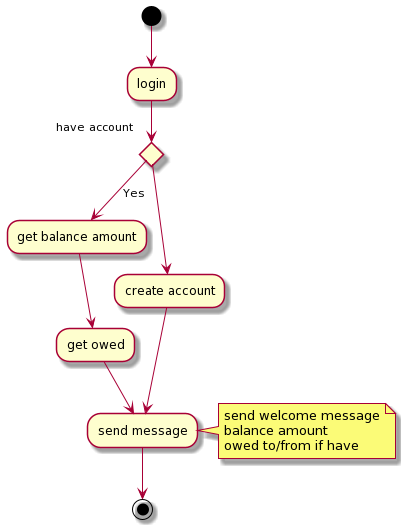 login
have account
Yes
get balance amount
create account
get owed
send message
send welcome message
balance amount
owed to/from if have